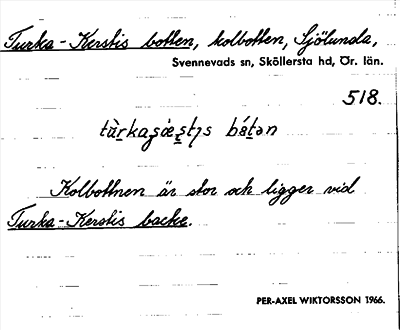 Turka-Kerstis botten, kolbotten, Sjölunda,
Svennevads sn, Sköllersta hd, Ör. län.
518.
Kolbottnen är stor och ligger vid
Turka-Kerstis backe.
PER-AXEL WIKTORSSON 1966.